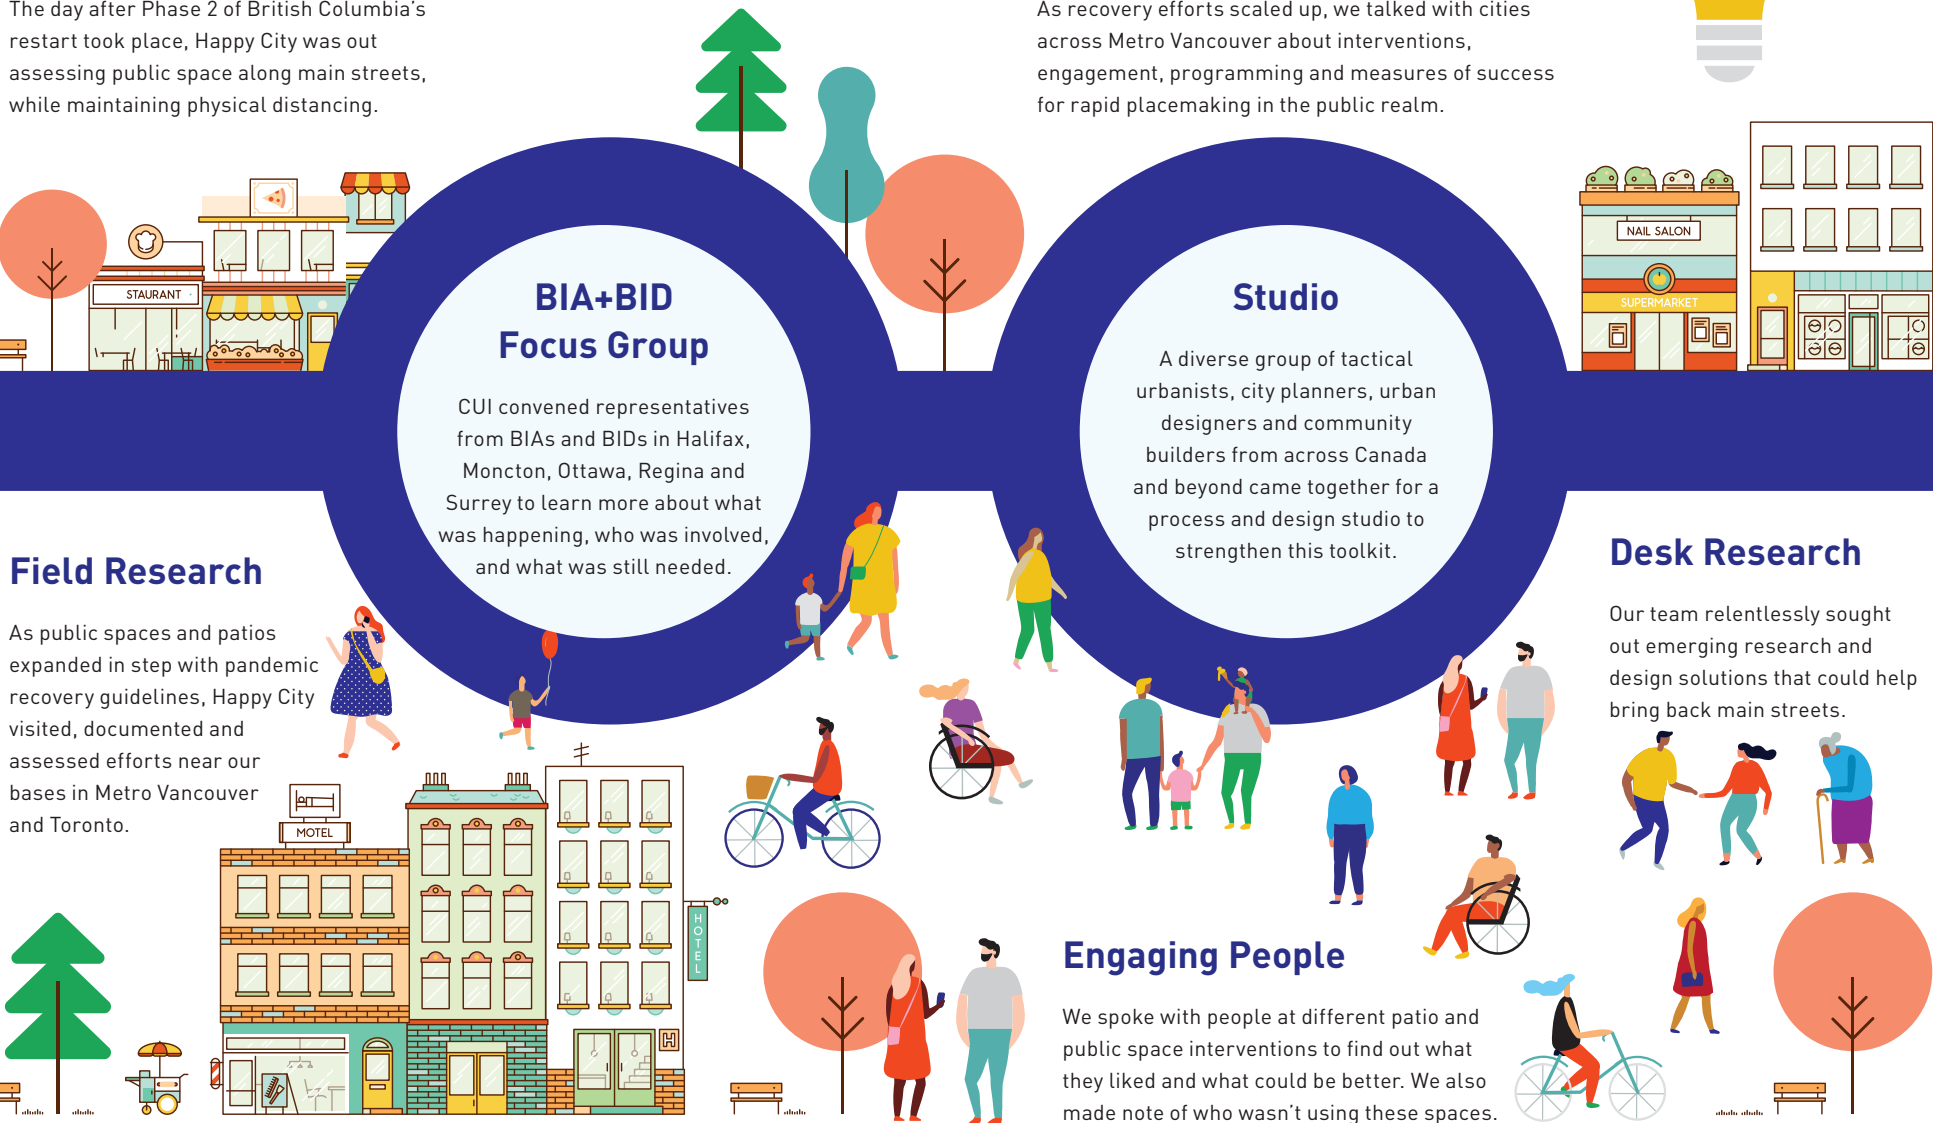 The day after Phase 2 of British Columbia's
restart took place, Happy City was out
assessing public space along main streets,
while maintaining physical distancing.
As recovery efforts scaled up, we talked with cities
across Metro Vancouver about interventions,
engagement, programming and measures of success
for rapid placemaking in the public realm.
STAURANT
NAIL SALON
SUPERMARKET
BIA+BID
Focus Group
CUI convened representatives
from BIAs and BIDs in Halifax,
Moncton, Ottawa, Regina and
Surrey to learn more about what
was happening, who was involved,
and what was still needed.
Studio
A diverse group of tactical
urbanists, city planners, urban
designers and community
builders from across Canada
and beyond came together for a
process and design studio to
strengthen this toolkit.
Field Research
As public spaces and patios
expanded in step with pandemic
recovery guidelines, Happy City
visited, documented and
assessed efforts near our
bases in Metro Vancouver
and Toronto.
Desk Research
Our team relentlessly sought
out emerging research and
design solutions that could help
bring back main streets.
MOTEL
HOTEL
H
Engaging People
We spoke with people at different patio and
public space interventions to find out what
they liked and what could be better. We also
made note of who wasn't using these spaces.